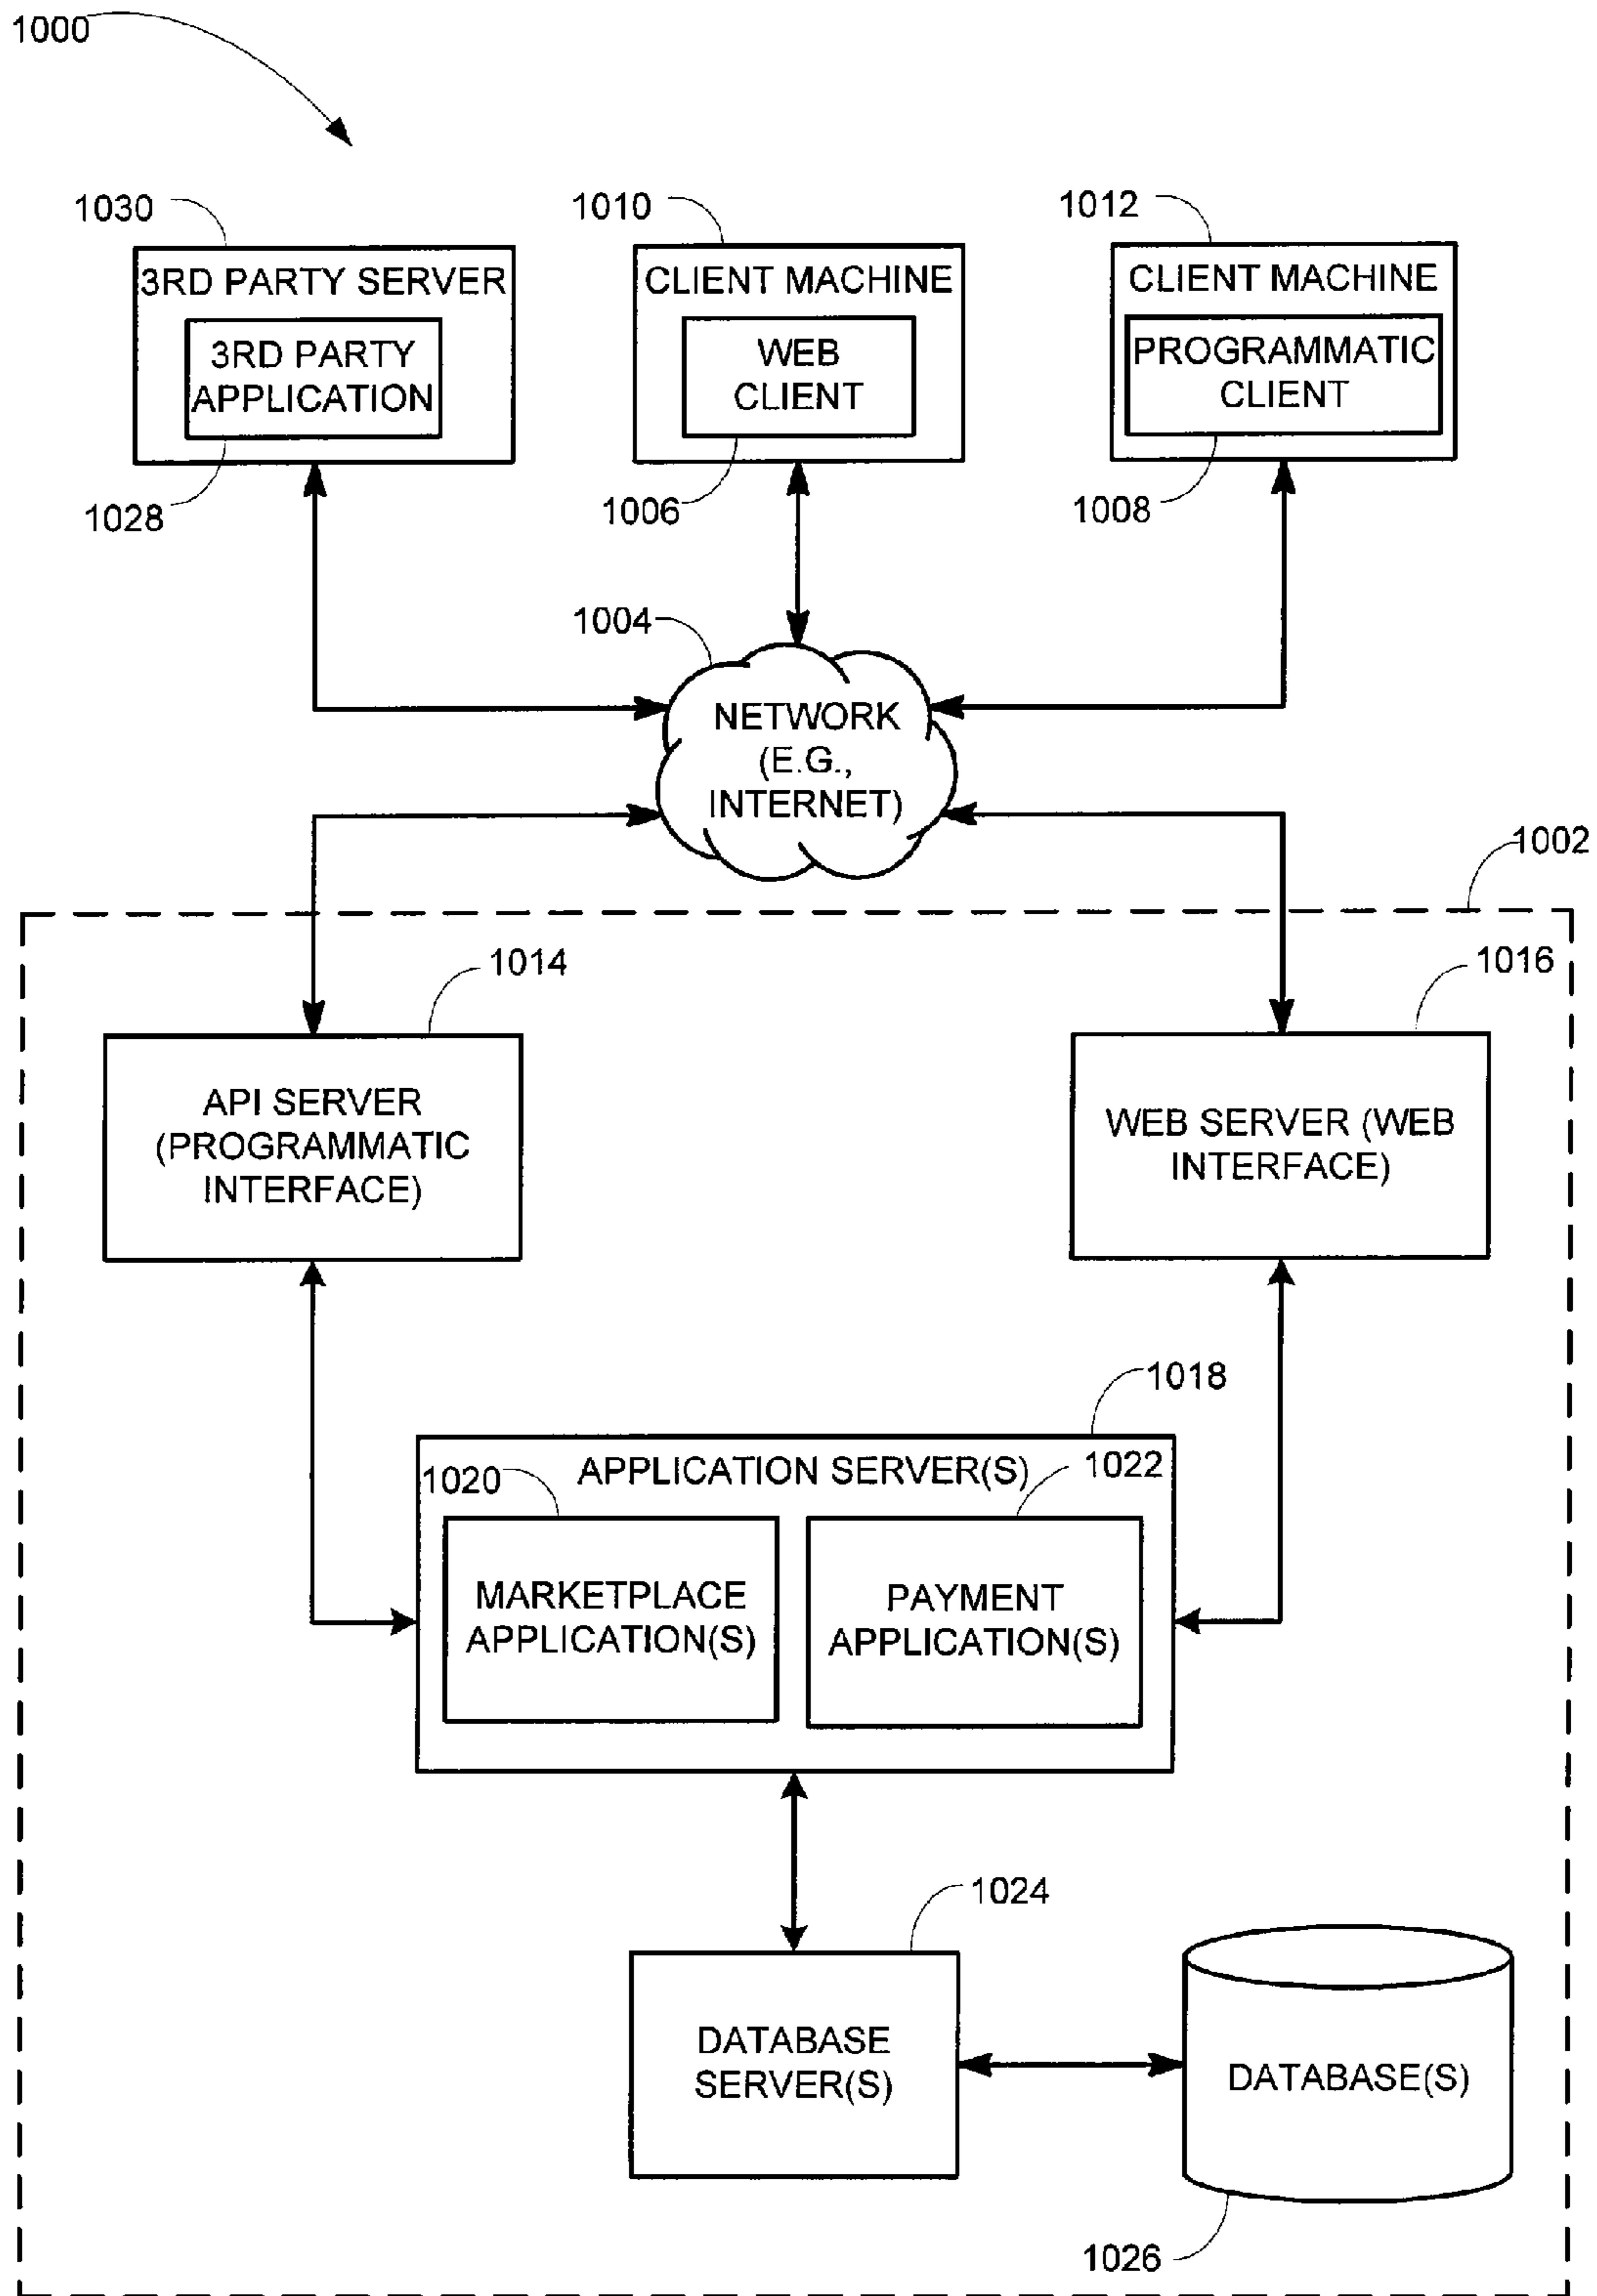 1000
1030
1010
1012
3RD PARTY SERVER
CLIENT MACHINE
CLIENT MACHINE
3RD PARTY
APPLICATION
WEB
CLIENT
PROGRAMMATIC
CLIENT
1028
1006
1008
1004
NETWORK
(E.G.,
INTERNET)
1002
1014
1016
API SERVER
(PROGRAMMATIC
INTERFACE)
WEB SERVER (WEB
INTERFACE)
1018
APPLICATION SERVER(S)
1020
1022
MARKETPLACE
APPLICATION(S)
PAYMENT
APPLICATION(S)
1024
DATABASE
SERVER(S)
DATABASE(S)
1026